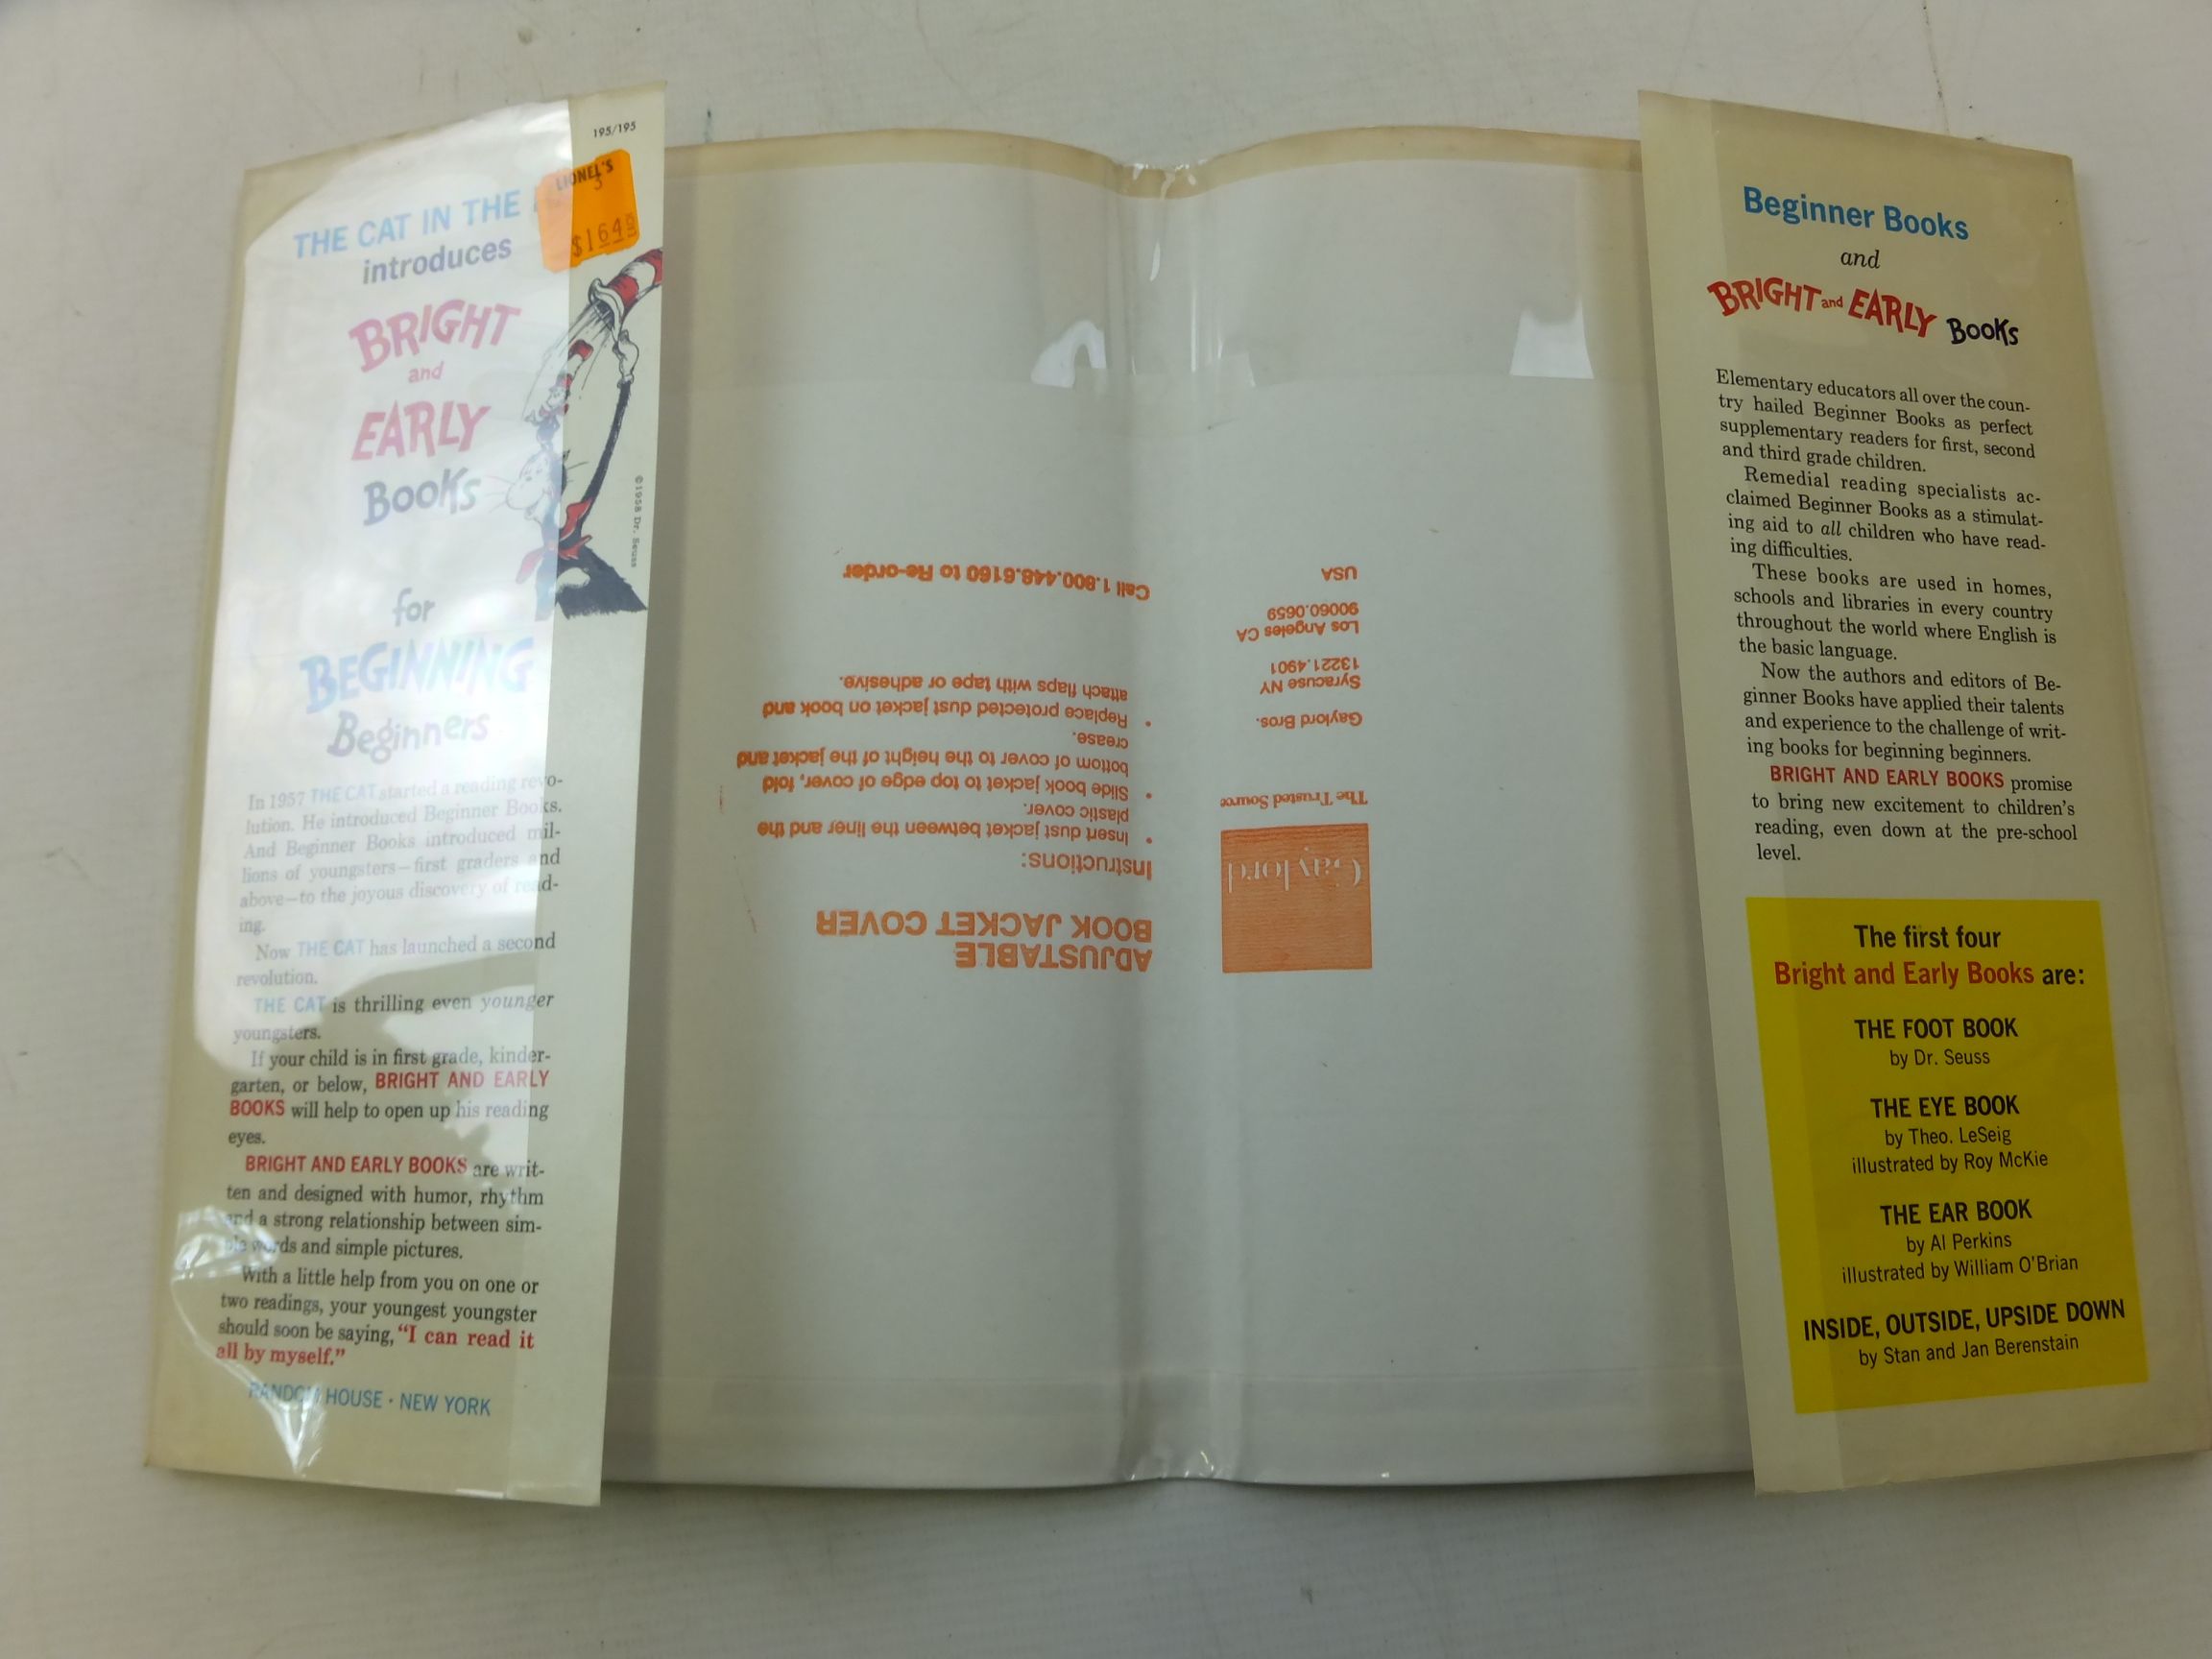 195/195
LIONEL'S
3
$1.64
THE CAT IN THE
introduces
BRIGHT
and
EARLY
BOOKS
for
BEGINNING
Beginners
©1958 Dr. Seuss
In 1957 THE CAT started a reading revo-
lution. He introduced Beginner Books.
And Beginner Books introduced mil-
lions of youngsters—first graders and
above—to the joyous discovery of read-
ing.
Now THE CAT has launched a second
revolution.
THE CAT is thrilling even younger
youngsters.
If your child is in first grade, kinder-
garten, or below, BRIGHT AND EARLY
BOOKS will help to open up his reading
eyes.
BRIGHT AND EARLY BOOKS are writ-
ten and designed with humor, rhythm
and a strong relationship between sim-
ple words and simple pictures.
With a little help from you on one or
two readings, your youngest youngster
should soon be saying, “I can read it
all by myself.”
RANDOM HOUSE · NEW YORK
ADJUSTABLE
BOOK JACKET COVER
Instructions:
• Insert dust jacket between the liner and the
plastic cover.
• Slide book jacket to top edge of cover, fold
bottom of cover to the height of the jacket and
crease.
• Replace protected dust jacket on book and
attach flaps with tape or adhesive.
Call 1.800.448.6160 to Re-order
Gaylord
The Trusted Source
Gaylord Bros.
Syracuse NY
13221.4901
Los Angeles CA
90060.0659
USA
Beginner Books
and
BRIGHT and EARLY BOOKS
Elementary educators all over the coun-
try hailed Beginner Books as perfect
supplementary readers for first, second
and third grade children.
Remedial reading specialists ac-
claimed Beginner Books as a stimulat-
ing aid to all children who have read-
ing difficulties.
These books are used in homes,
schools and libraries in every country
throughout the world where English is
the basic language.
Now the authors and editors of Be-
ginner Books have applied their talents
and experience to the challenge of writ-
ing books for beginning beginners.
BRIGHT AND EARLY BOOKS promise
to bring new excitement to children's
reading, even down at the pre-school
level.
The first four
Bright and Early Books are:
THE FOOT BOOK
by Dr. Seuss
THE EYE BOOK
by Theo. LeSeig
illustrated by Roy McKie
THE EAR BOOK
by Al Perkins
illustrated by William O'Brian
INSIDE, OUTSIDE, UPSIDE DOWN
by Stan and Jan Berenstain